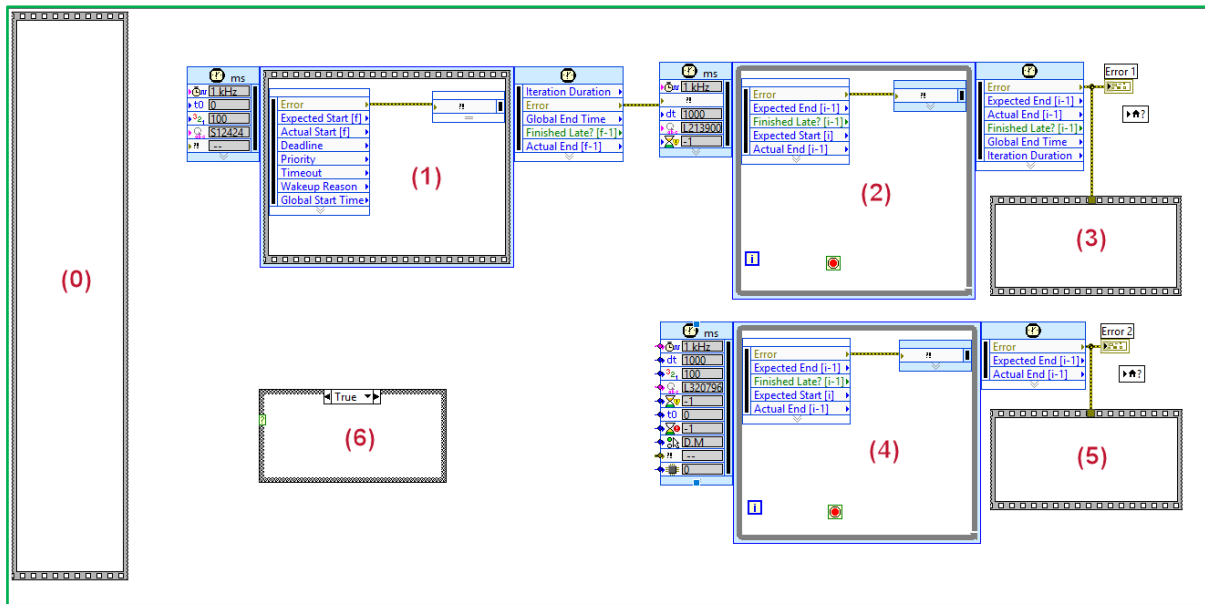 (0)
ms
1 kHz
t0 0
100
S12424
?! --
Error
Expected Start [f]
Actual Start [f]
Deadline
Priority
Timeout
Wakeup Reason
Global Start Time
?!
(1)
Iteration Duration
Error
Global End Time
Finished Late? [f-1]
Actual End [f-1]
ms
1 kHz
?!
dt 1000
L213900
-1
Error
Expected End [i-1]
Finished Late? [i-1]
Expected Start [i]
Actual End [i-1]
?!
(2)
i
Error
Expected End [i-1]
Actual End [i-1]
Finished Late? [i-1]
Global End Time
Iteration Duration
Error 1
?
(3)
ms
1 kHz
dt 1000
100
L320796
-1
t0 0
-1
D.M
?! --
0
Error
Expected End [i-1]
Finished Late? [i-1]
Expected Start [i]
Actual End [i-1]
?!
(4)
i
Error
Expected End [i-1]
Actual End [i-1]
Error 2
?
(5)
True
?
(6)